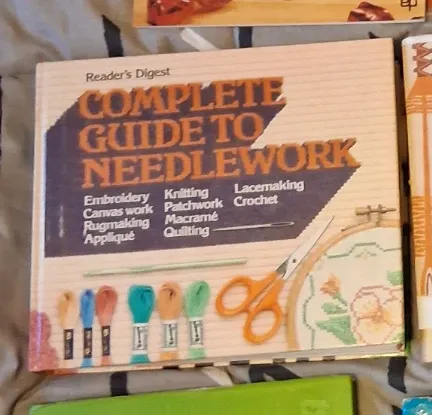 Reader's Digest
COMPLETE
GUIDE TO
NEEDLEWORK
Embroidery Knitting Lacemaking
Canvas work Patchwork Crochet
Rugmaking Macramé
Appliqué Quilting